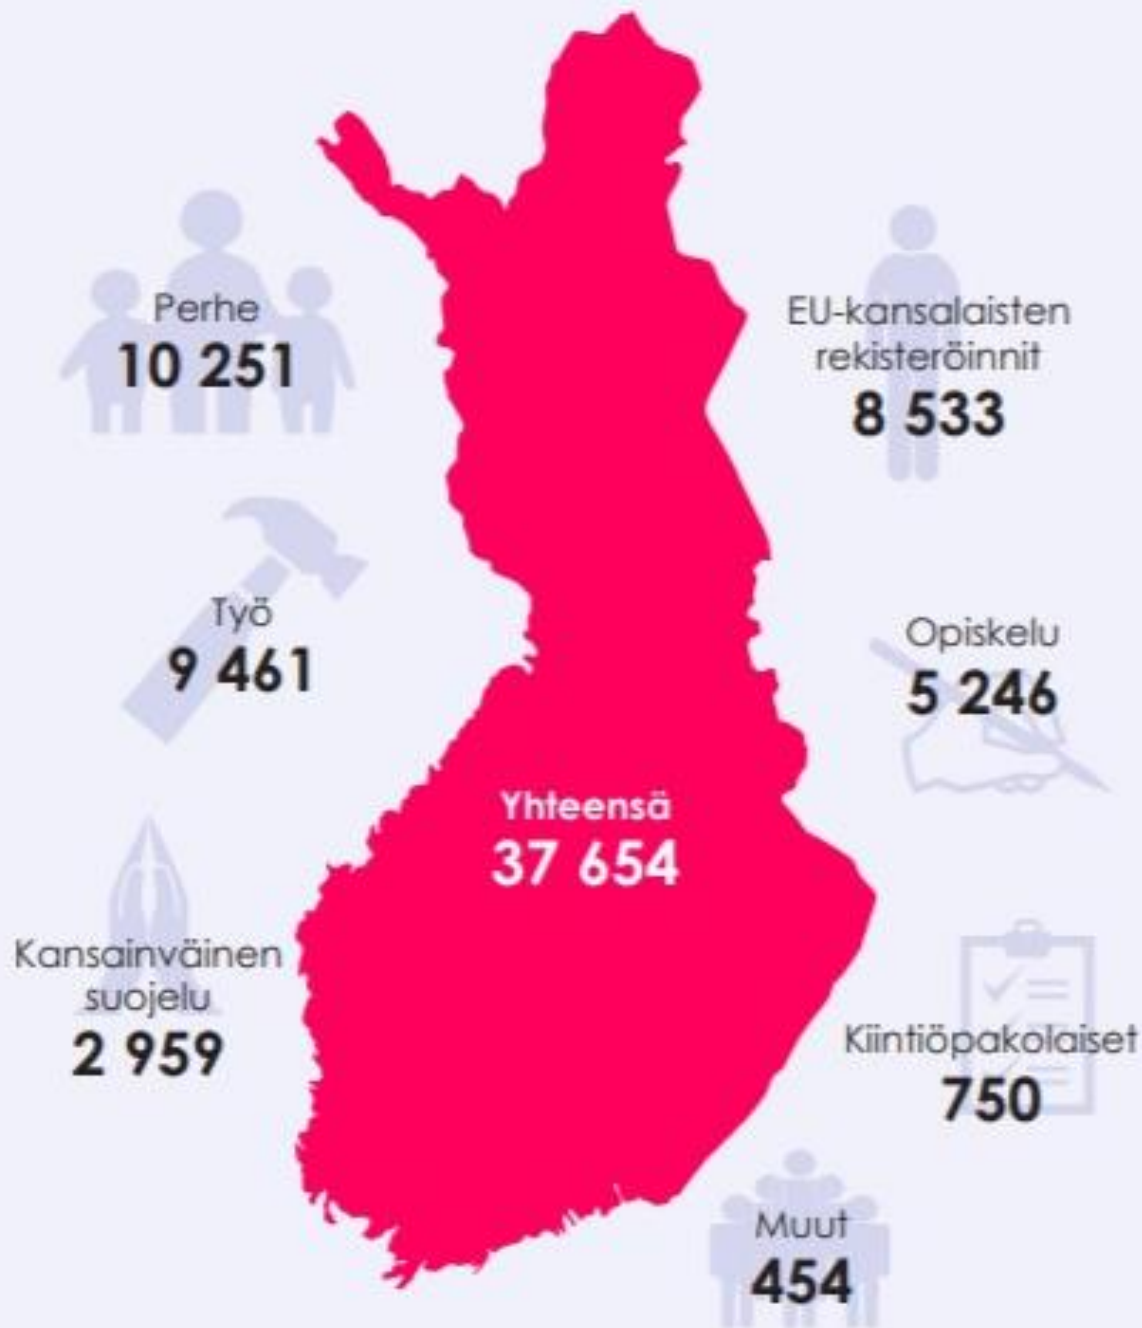 Perhe
10 251
EU-kansalaisten
rekisteröinnit
8 533
Työ
9 461
Opiskelu
5 246
Yhteensä
37 654
Kansainväinen
suojelu
2 959
Kiintiöpakolaiset
750
Muut
454